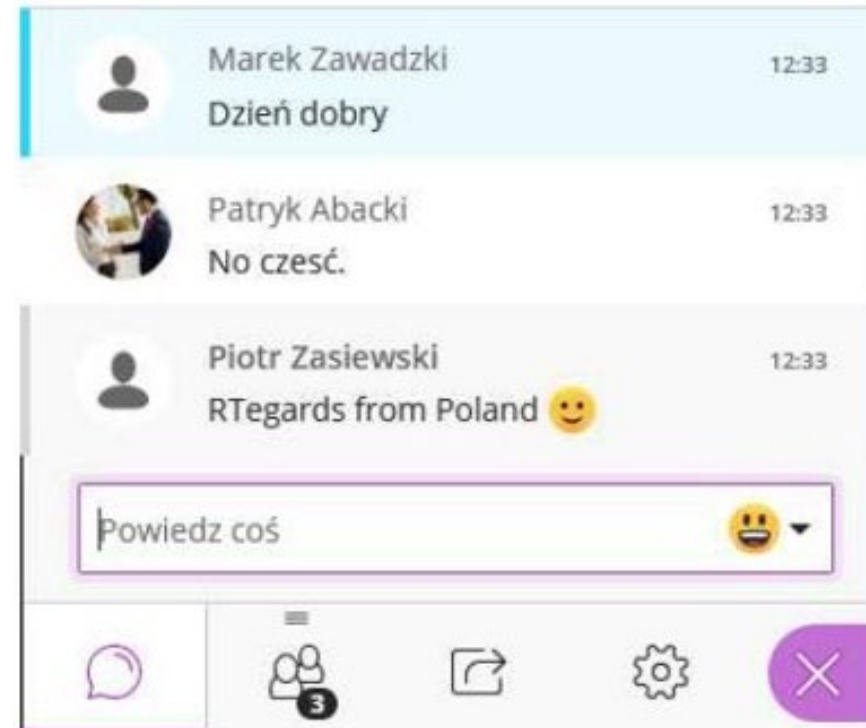 Marek Zawadzki 12:33
Dzień dobry
Patryk Abacki 12:33
No czesć.
Piotr Zasiewski 12:33
RTegards from Poland 🙂
Powiedz coś 😃
3